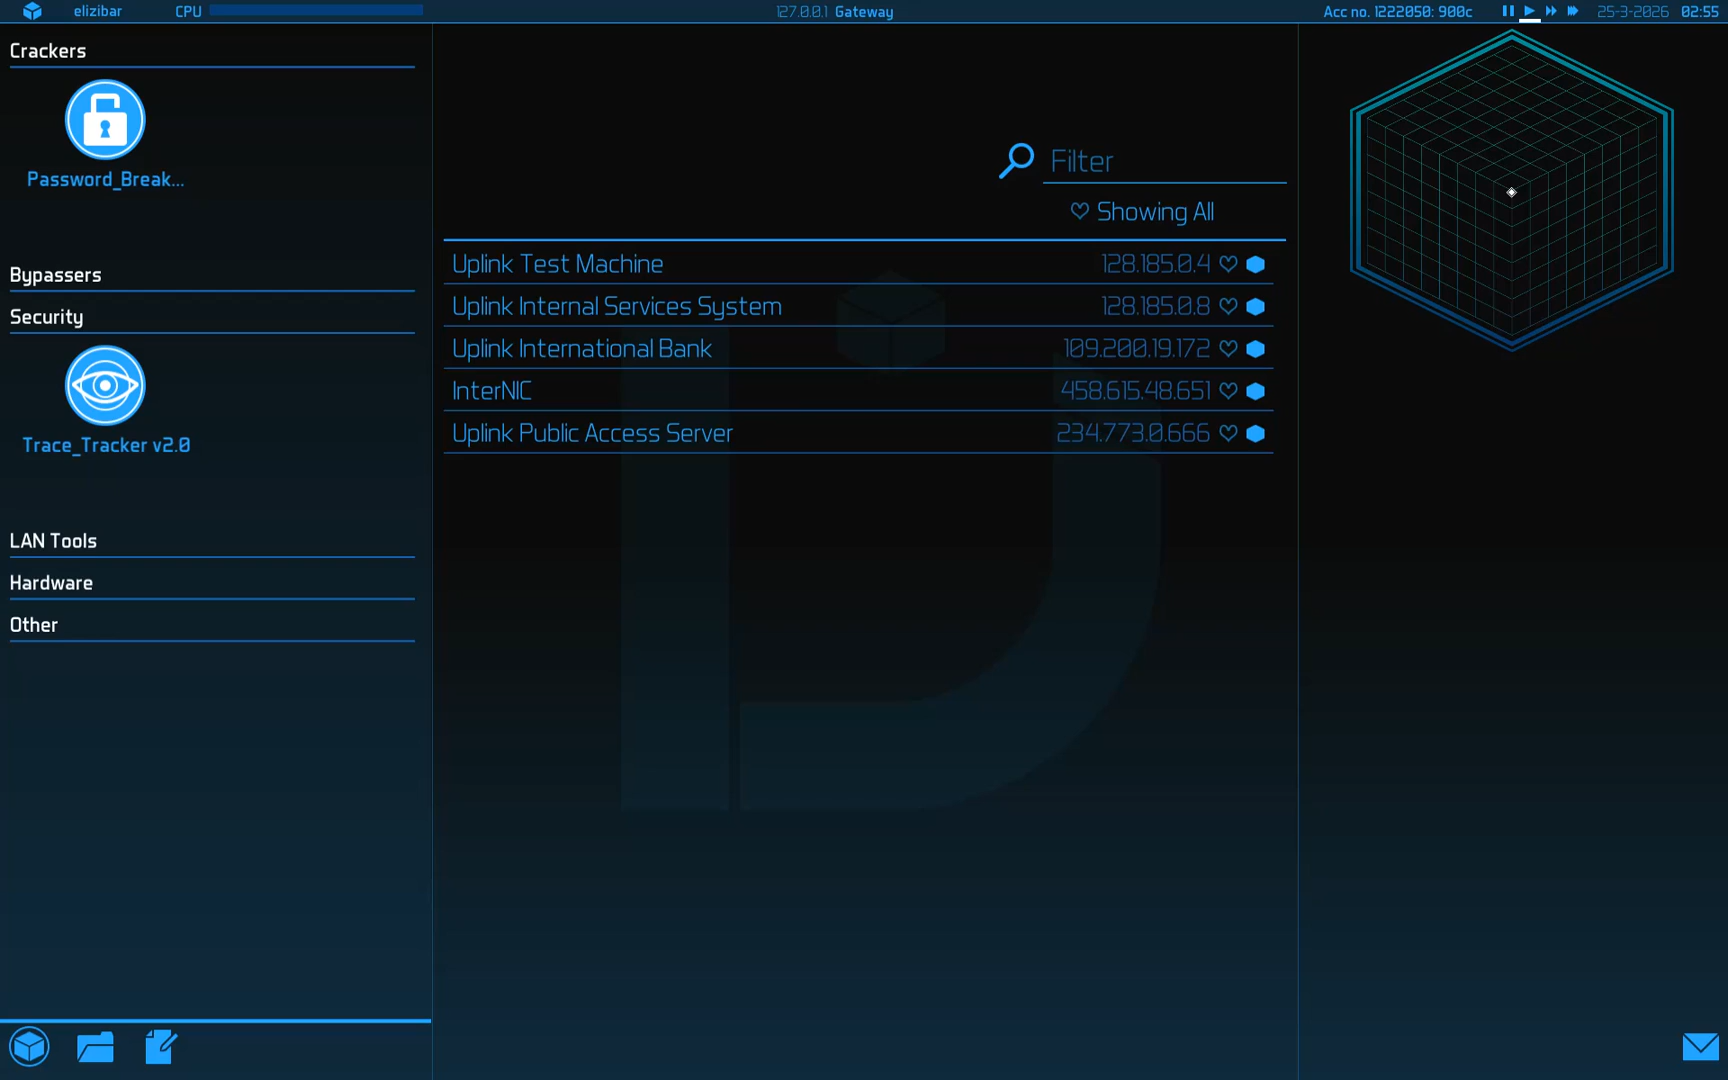 elizibar
CPU
127.0.0.1 Gateway
Acc no. 1222050: 900c
25-3-2026 02:55
Crackers
Password_Break...
Bypassers
Security
Trace_Tracker v2.0
LAN Tools
Hardware
Other
Filter
Showing All
Uplink Test Machine 128.185.0.4
Uplink Internal Services System 128.185.0.8
Uplink International Bank 109.200.19.172
InterNIC 458.615.48.651
Uplink Public Access Server 234.773.0.666